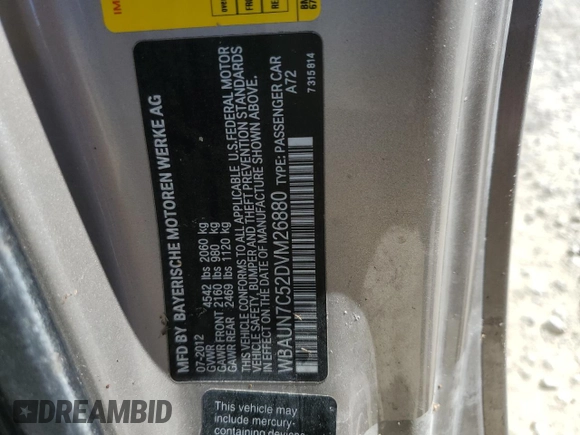 MFD BY BAYERISCHE MOTOREN WERKE AG
07-2012
GVWR 4542 lbs 2060 kg
GAWR FRONT 2160 lbs 980 kg
GAWR REAR 2469 lbs 1120 kg
THIS VEHICLE CONFORMS TO ALL APPLICABLE U.S. FEDERAL MOTOR
VEHICLE SAFETY, BUMPER AND THEFT PREVENTION STANDARDS
IN EFFECT ON THE DATE OF MANUFACTURE SHOWN ABOVE.
WBAUN7C52DVM26880 TYPE: PASSENGER CAR
A72
7 315 814
This vehicle may
include mercury-
containing devices
DREAMBID